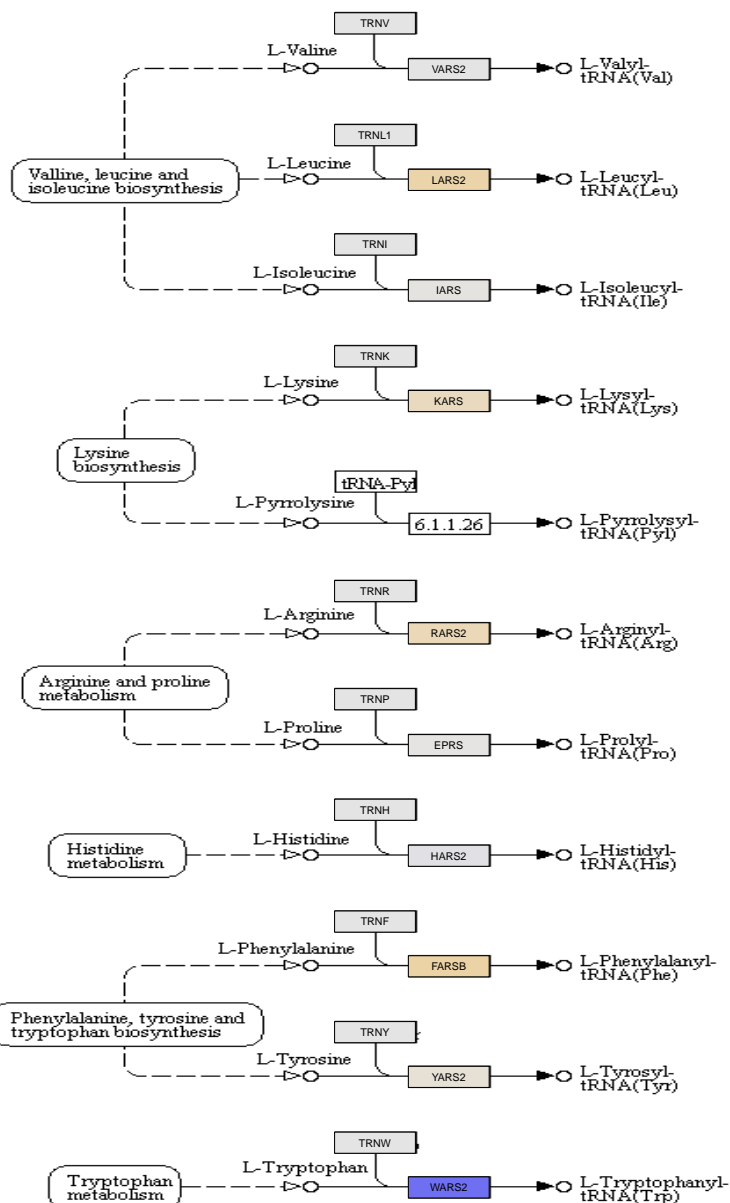 TRNV
L-Valine
VARS2
L-Valyl-
tRNA(Val)
TRNL1
L-Leucine
Valline, leucine and
isoleucine biosynthesis
LARS2
L-Leucyl-
tRNA(Leu)
TRNI
L-Isoleucine
IARS
L-Isoleucyl-
tRNA(Ile)
TRNK
L-Lysine
KARS
L-Lysyl-
tRNA(Lys)
Lysine
biosynthesis
tRNA-Pyl
L-Pyrrolysine
6.1.1.26
L-Pyrrolysyl-
tRNA(Pyl)
TRNR
L-Arginine
RARS2
L-Arginyl-
tRNA(Arg)
Arginine and proline
metabolism
TRNP
L-Proline
EPRS
L-Prolyl-
tRNA(Pro)
TRNH
L-Histidine
Histidine
metabolism
HARS2
L-Histidyl-
tRNA(His)
TRNF
L-Phenylalanine
FARSB
L-Phenylalanyl-
tRNA(Phe)
Phenylalanine, tyrosine and
tryptophan biosynthesis
TRNY
L-Tyrosine
YARS2
L-Tyrosyl-
tRNA(Tyr)
TRNW
L-Tryptophan
Tryptophan
metabolism
WARS2
L-Tryptophanyl-
tRNA(Trp)